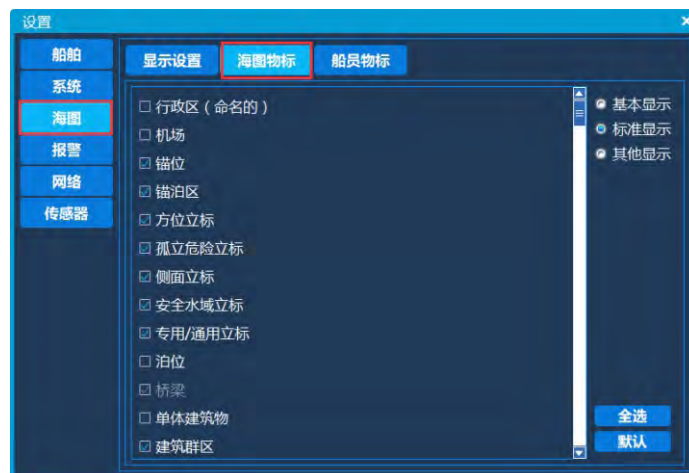 设置
船舶
系统
海图
报警
网络
传感器
显示设置 海图物标 船员物标
行政区（命名的）
机场
锚位
锚泊区
方位立标
孤立危险立标
侧面立标
安全水域立标
专用/通用立标
泊位
桥梁
单体建筑物
建筑群区
基本显示
标准显示
其他显示
全选
默认